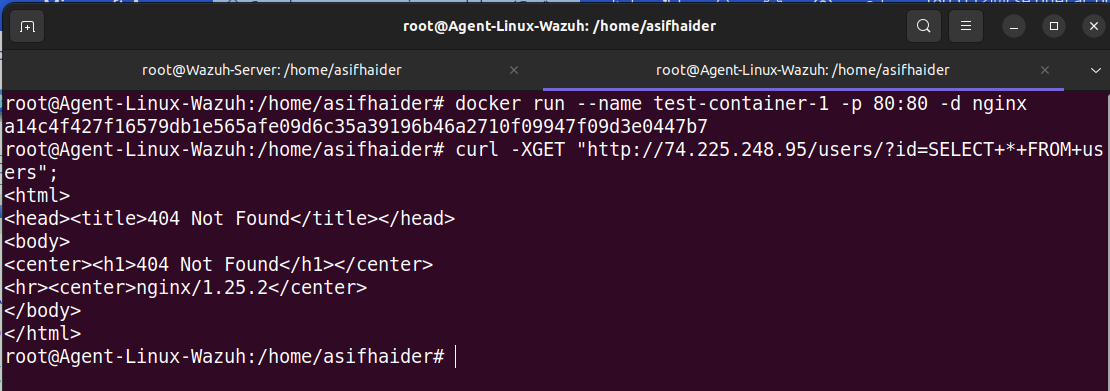 root@Agent-Linux-Wazuh: /home/asifhaider
root@Wazuh-Server: /home/asifhaider
root@Agent-Linux-Wazuh: /home/asifhaider
root@Agent-Linux-Wazuh:/home/asifhaider# docker run --name test-container-1 -p 80:80 -d nginx
a14c4f427f16579db1e565afe09d6c35a39196b46a2710f09947f09d3e0447b7
root@Agent-Linux-Wazuh:/home/asifhaider# curl -XGET "http://74.225.248.95/users/?id=SELECT+*+FROM+us
ers";
<html>
<head><title>404 Not Found</title></head>
<body>
<center><h1>404 Not Found</h1></center>
<hr><center>nginx/1.25.2</center>
</body>
</html>
root@Agent-Linux-Wazuh:/home/asifhaider#